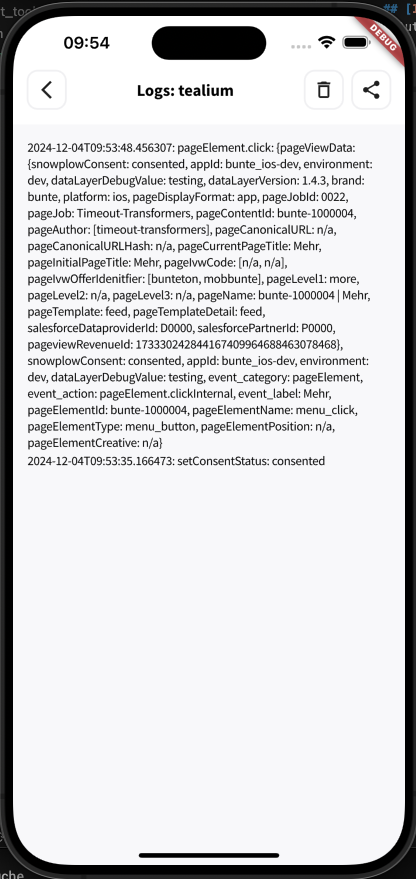 t_too
## [1
09:54
DEBUG
Logs: tealium
2024-12-04T09:53:48.456307: pageElement.click: {pageViewData:
{snowplowConsent: consented, appId: bunte_ios-dev, environment:
dev, dataLayerDebugValue: testing, dataLayerVersion: 1.4.3, brand:
bunte, platform: ios, pageDisplayFormat: app, pageJobId: 0022,
pageJob: Timeout-Transformers, pageContentId: bunte-1000004,
pageAuthor: [timeout-transformers], pageCanonicalURL: n/a,
pageCanonicalURLHash: n/a, pageCurrentPageTitle: Mehr,
pageInitialPageTitle: Mehr, pageIvwCode: [n/a, n/a],
pageIvwOfferIdenitfier: [bunteton, mobbunte], pageLevel1: more,
pageLevel2: n/a, pageLevel3: n/a, pageName: bunte-1000004 | Mehr,
pageTemplate: feed, pageTemplateDetail: feed,
salesforceDataproviderId: D0000, salesforcePartnerId: P0000,
pageviewRevenueId: 17333024284416740996468846307846​8},
snowplowConsent: consented, appId: bunte_ios-dev, environment:
dev, dataLayerDebugValue: testing, event_category: pageElement,
event_action: pageElement.clickInternal, event_label: Mehr,
pageElementId: bunte-1000004, pageElementName: menu_click,
pageElementType: menu_button, pageElementPosition: n/a,
pageElementCreative: n/a}
2024-12-04T09:53:35.166473: setConsentStatus: consented
uche